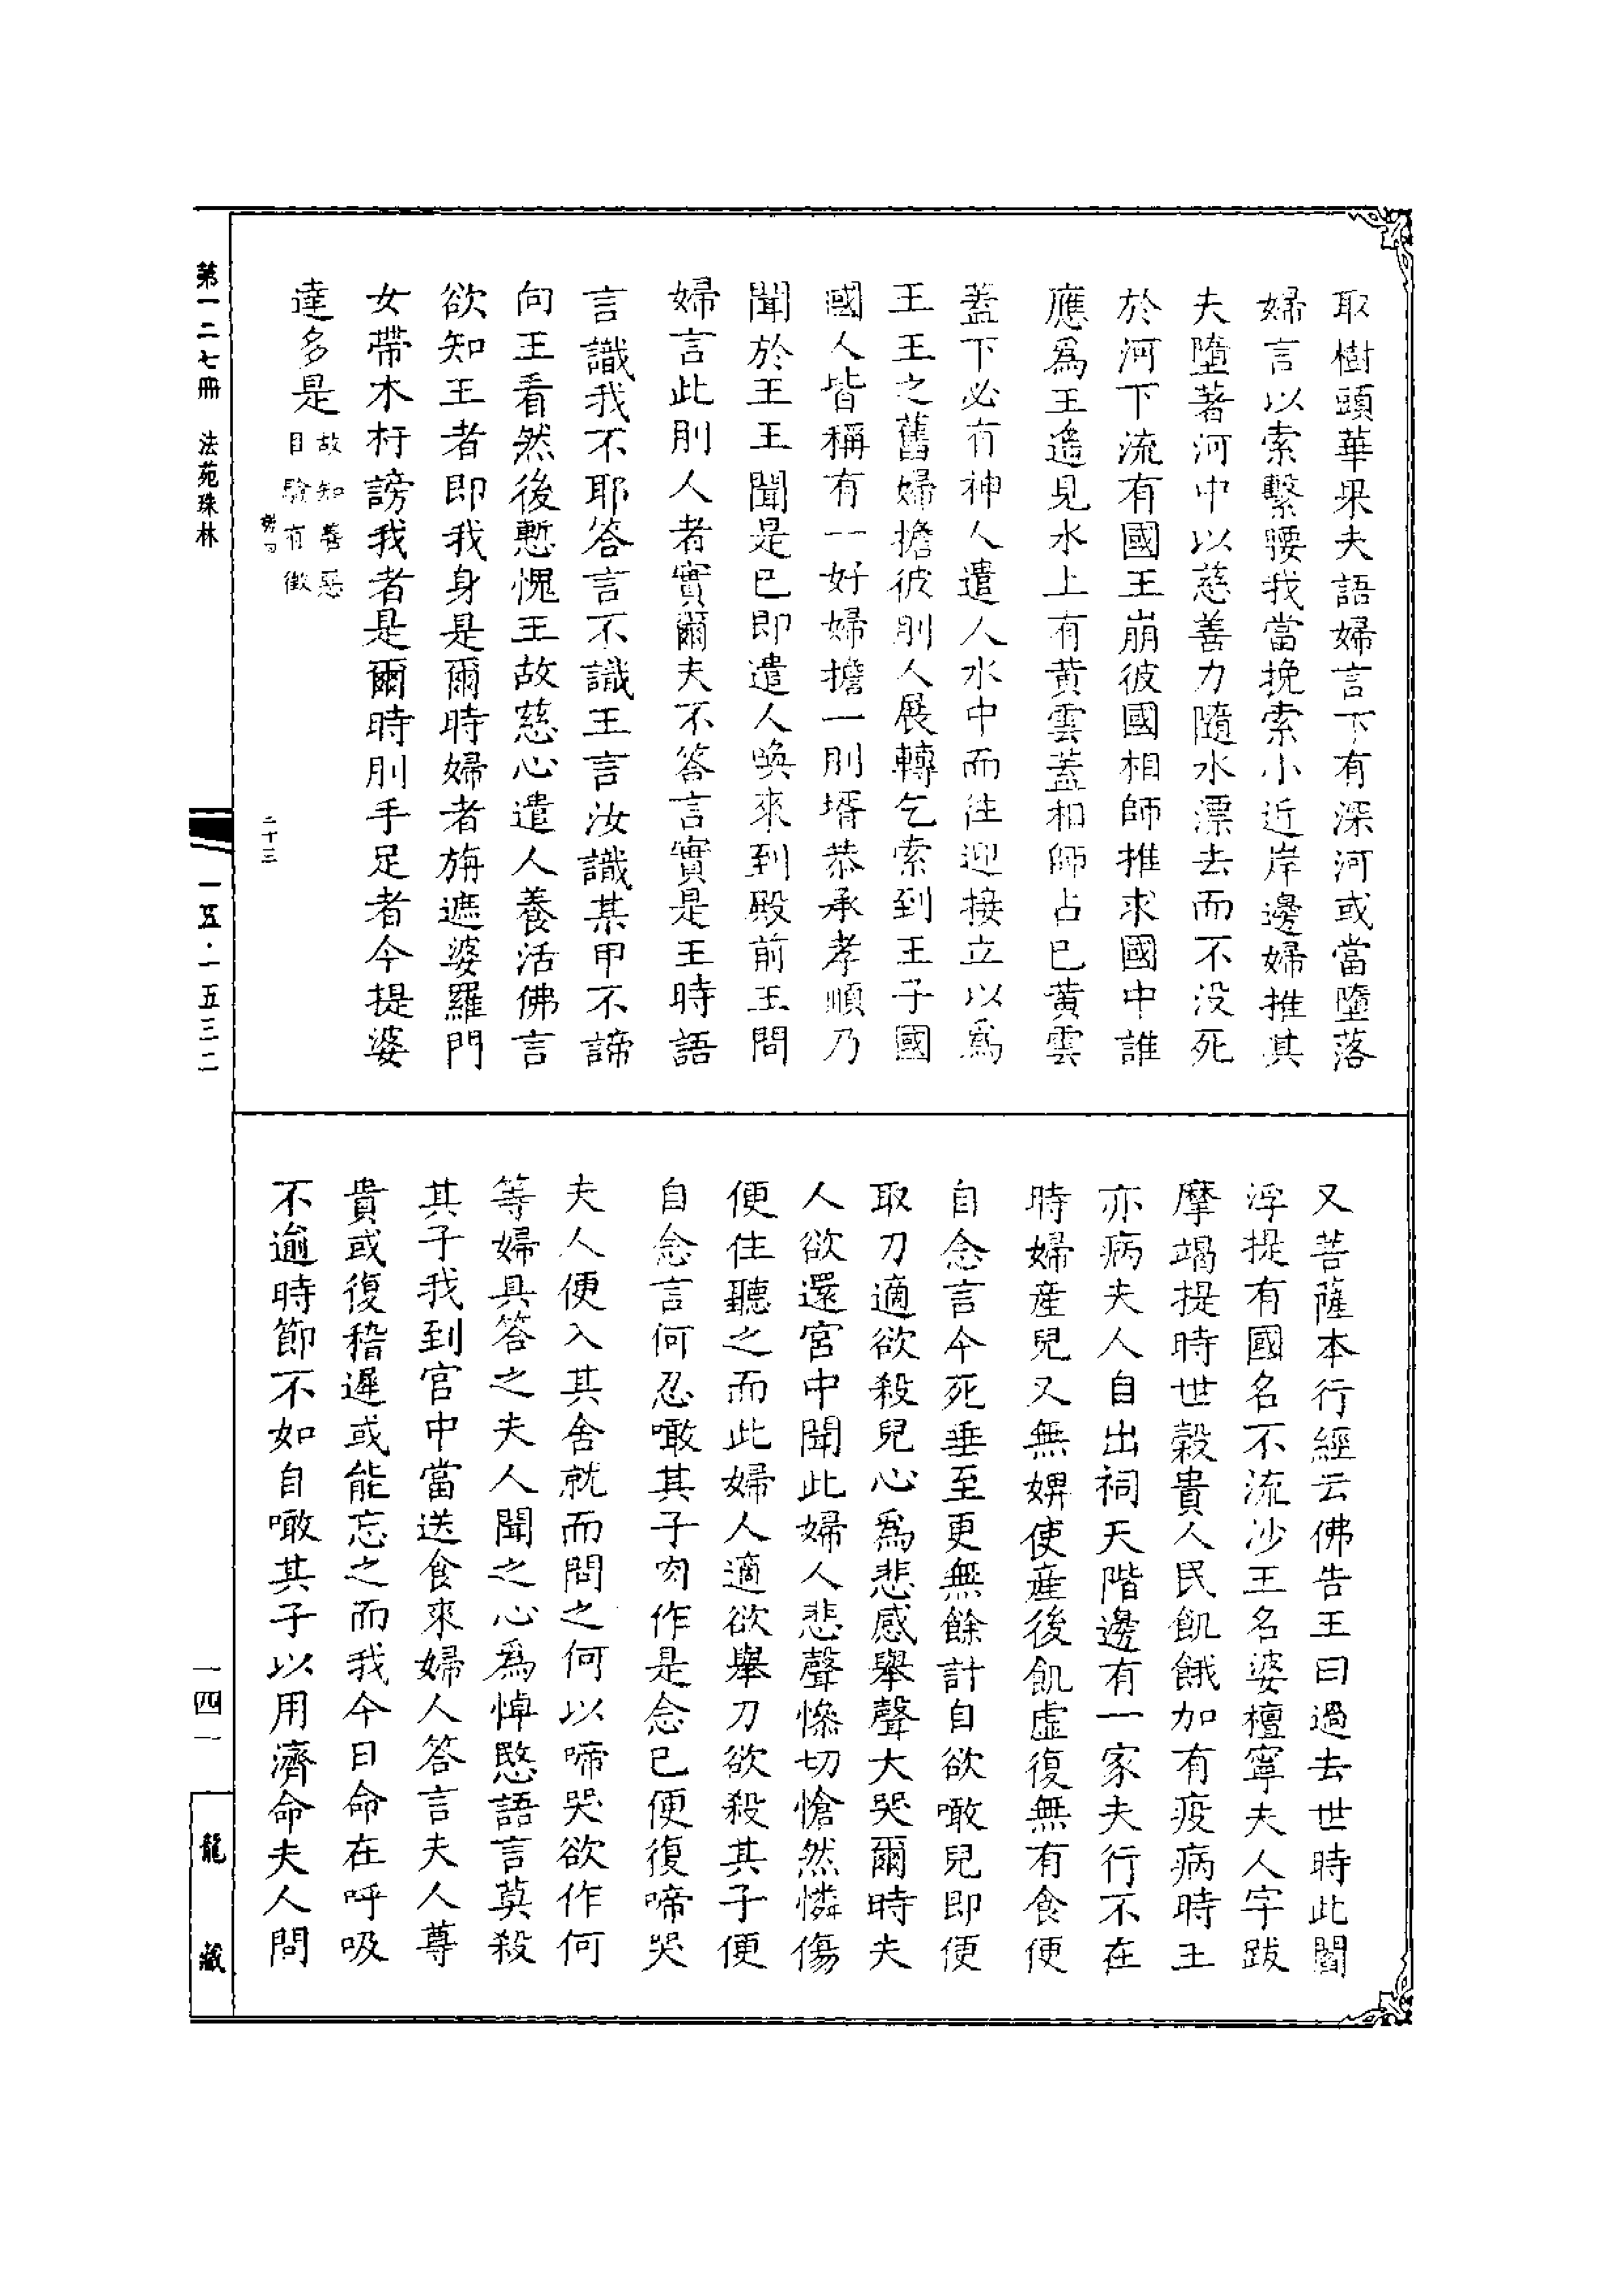 取樹頭華果夫語婦言下有深河或當墮落
婦言以索繫腰我當挽索小近岸邊婦推其
夫墮著河中以慈善力隨水漂去而不没死
於河下流有國王崩彼國相師推求國中誰
應爲王遙見水上有黄雲葢相師占已黄雲
葢下必有神人遣人水中而往迎接立以爲
王王之舊婦擔彼刖人展轉乞索到王子國
國人皆稱有一好婦擔一刖壻恭承孝順乃
聞於王王聞是已即遣人喚來到殿前王問
婦言此刖人者實爾夫不答言實是王時語
言識我不耶答言不識王言汝識某甲不諦
向王看然後慙愧王故慈心遣人養活佛言
欲知王者即我身是爾時婦者旃遮婆羅門
女帶木杅謗我者是爾時刖手足者今提婆
達多是故知善惡目驗有徵
二十三
又菩薩本行經云佛告王曰過去世時此閻
浮提有國名不流沙王名婆檀寧夫人字跋
摩竭提時世穀貴人民飢餓加有疫病時王
亦病夫人自出祠天階邊有一家夫行不在
時婦産兒又無婢使産後飢虚復無有食便
自念言今死垂至更無餘計自欲噉兒即便
取刀適欲殺兒心爲悲感舉聲大哭爾時夫
人欲還宮中聞此婦人悲聲慘切愴然憐傷
便住聽之而此婦人適欲舉刀欲殺其子便
自念言何忍噉其子肉作是念已便復啼哭
夫人便入其舍就而問之何以啼哭欲作何
等婦具答之夫人聞之心爲悼愍語言莫殺
其子我到宮中當送食來婦人答言夫人尊
貴或復稽遲或能忘之而我今日命在呼吸
不逾時節不如自噉其子以用濟命夫人問
第一二七冊 法苑珠林
一五·一五三二
一四一
龍藏